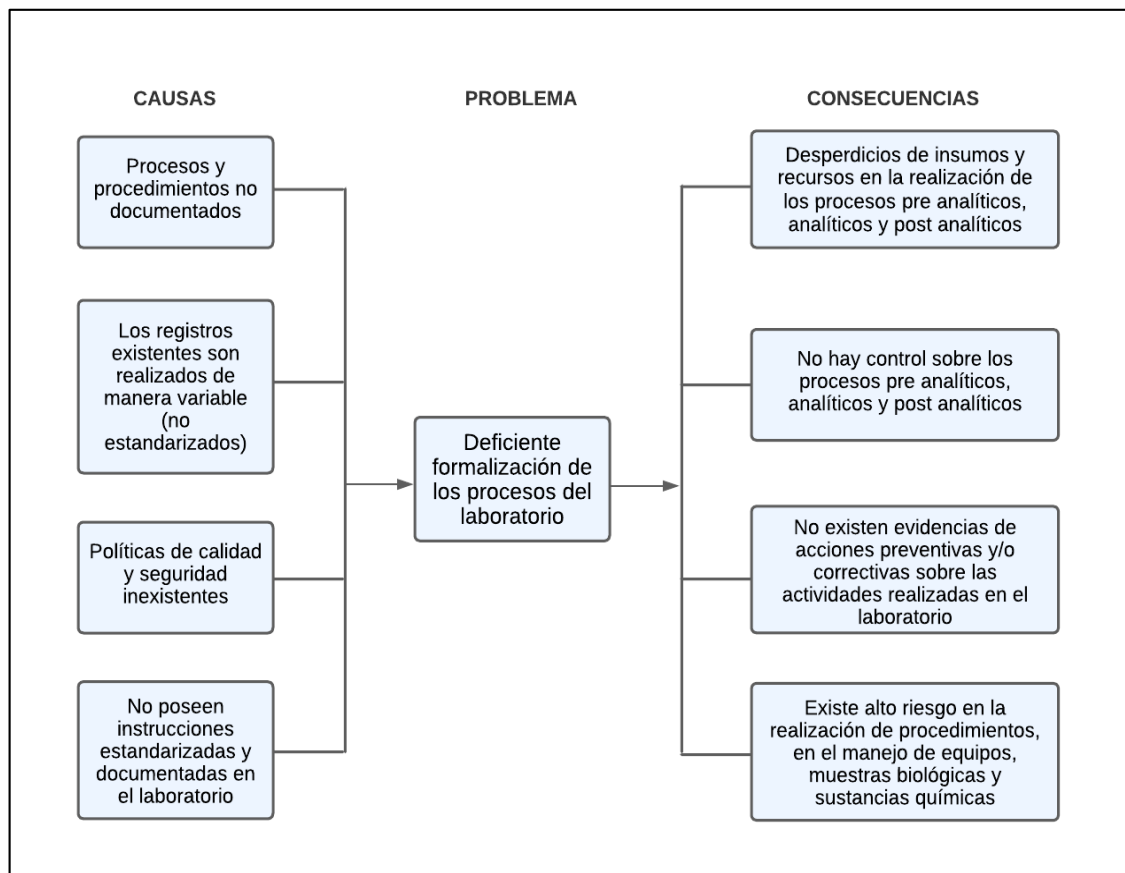 CAUSAS
PROBLEMA
CONSECUENCIAS
Procesos y
procedimientos no
documentados
Los registros
existentes son
realizados de
manera variable
(no
estandarizados)
Políticas de calidad
y seguridad
inexistentes
No poseen
instrucciones
estandarizadas y
documentadas en
el laboratorio
Deficiente
formalización de
los procesos del
laboratorio
Desperdicios de insumos y
recursos en la realización de
los procesos pre analíticos,
analíticos y post analíticos
No hay control sobre los
procesos pre analíticos,
analíticos y post analíticos
No existen evidencias de
acciones preventivas y/o
correctivas sobre las
actividades realizadas en el
laboratorio
Existe alto riesgo en la
realización de procedimientos,
en el manejo de equipos,
muestras biológicas y
sustancias químicas